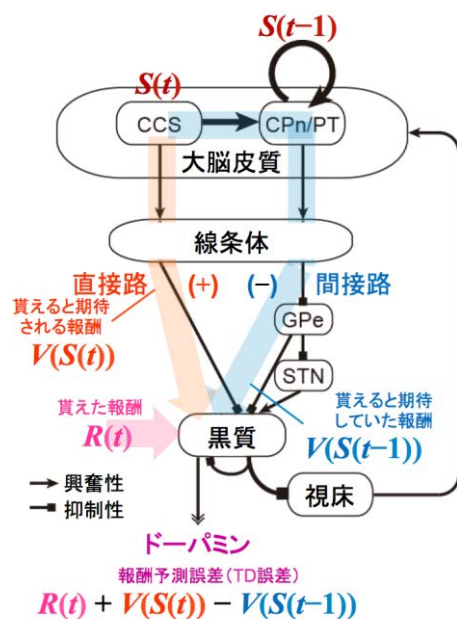 S(t−1)
S(t)
CCS
CPn/PT
大脳皮質
線条体
直接路 (+) (−) 間接路
貰えると期待
される報酬
V(S(t))
GPe
STN
貰えた報酬
R(t)
黒質
貰えると期待
していた報酬
V(S(t−1))
興奮性
抑制性
視床
ドーパミン
報酬予測誤差(TD誤差)
R(t) + V(S(t)) − V(S(t−1))